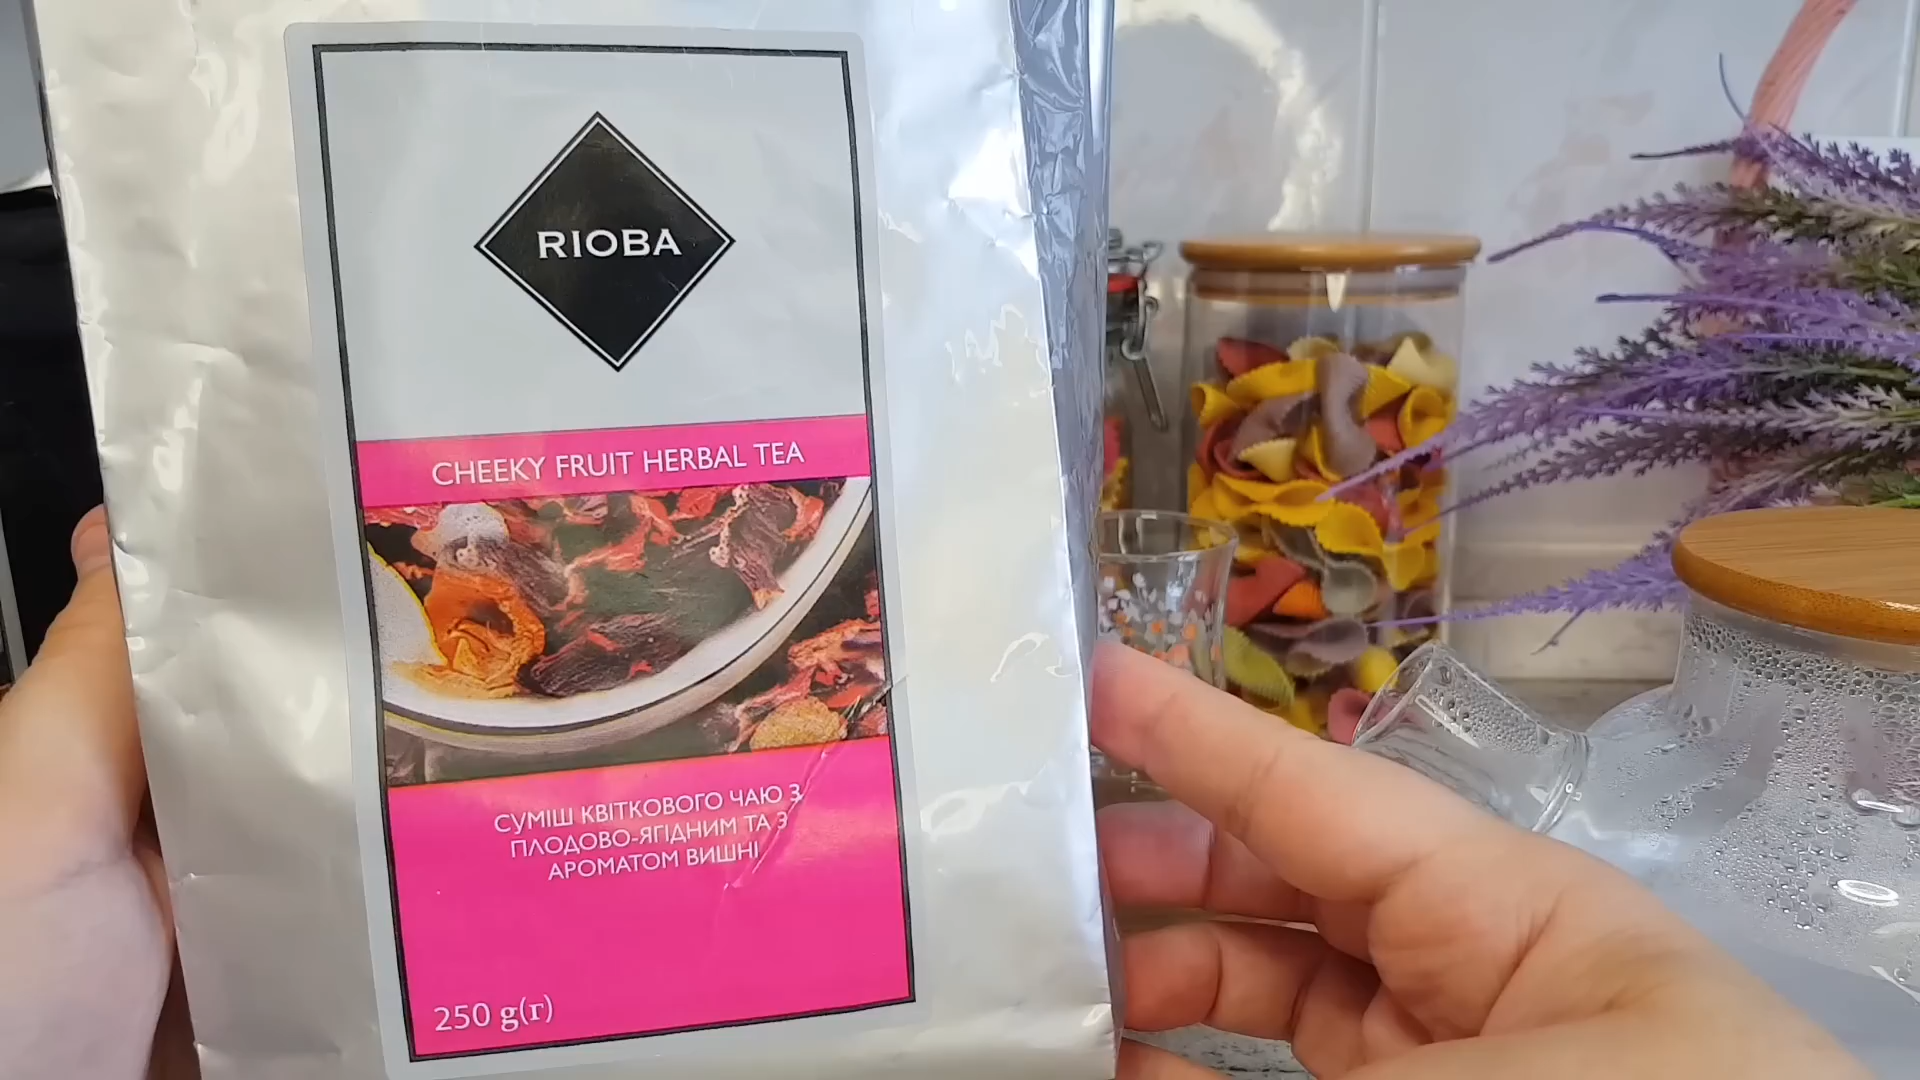 RIOBA
CHEEKY FRUIT HERBAL TEA
СУМІШ КВІТКОВОГО ЧАЮ З
ПЛОДОВО-ЯГІДНИМ ТА З
АРОМАТОМ ВИШНІ
250 g(г)